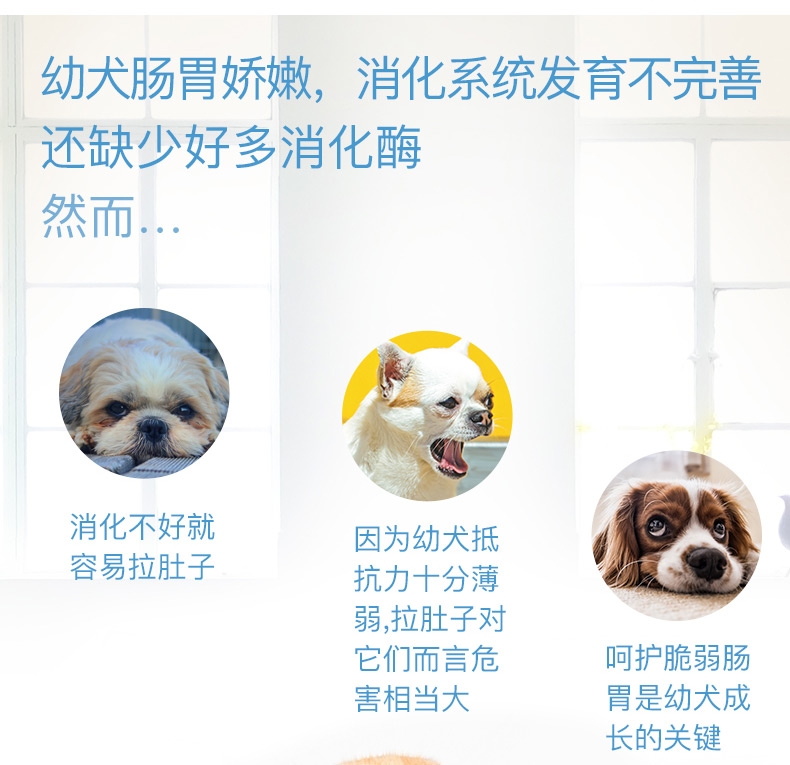 幼犬肠胃娇嫩，消化系统发育不完善
还缺少好多消化酶
然而...
消化不好就
容易拉肚子
因为幼犬抵
抗力十分薄
弱,拉肚子对
它们而言危
害相当大
呵护脆弱肠
胃是幼犬成
长的关键